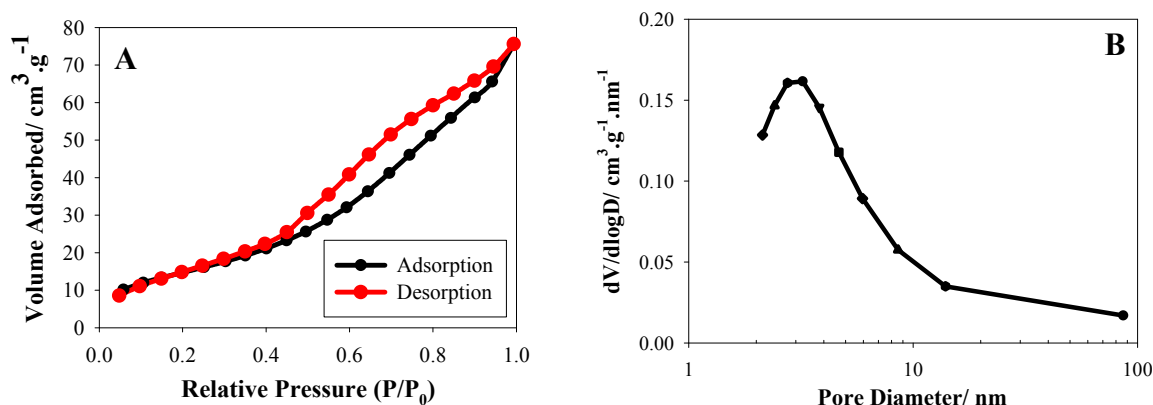 A
Volume Adsorbed/ cm³.g⁻¹
80
70
60
50
40
30
20
10
0
0.0 0.2 0.4 0.6 0.8 1.0
Relative Pressure (P/P₀)
Adsorption
Desorption
B
dV/dlogD/ cm³.g⁻¹.nm⁻¹
0.20
0.15
0.10
0.05
0.00
1 10 100
Pore Diameter/ nm